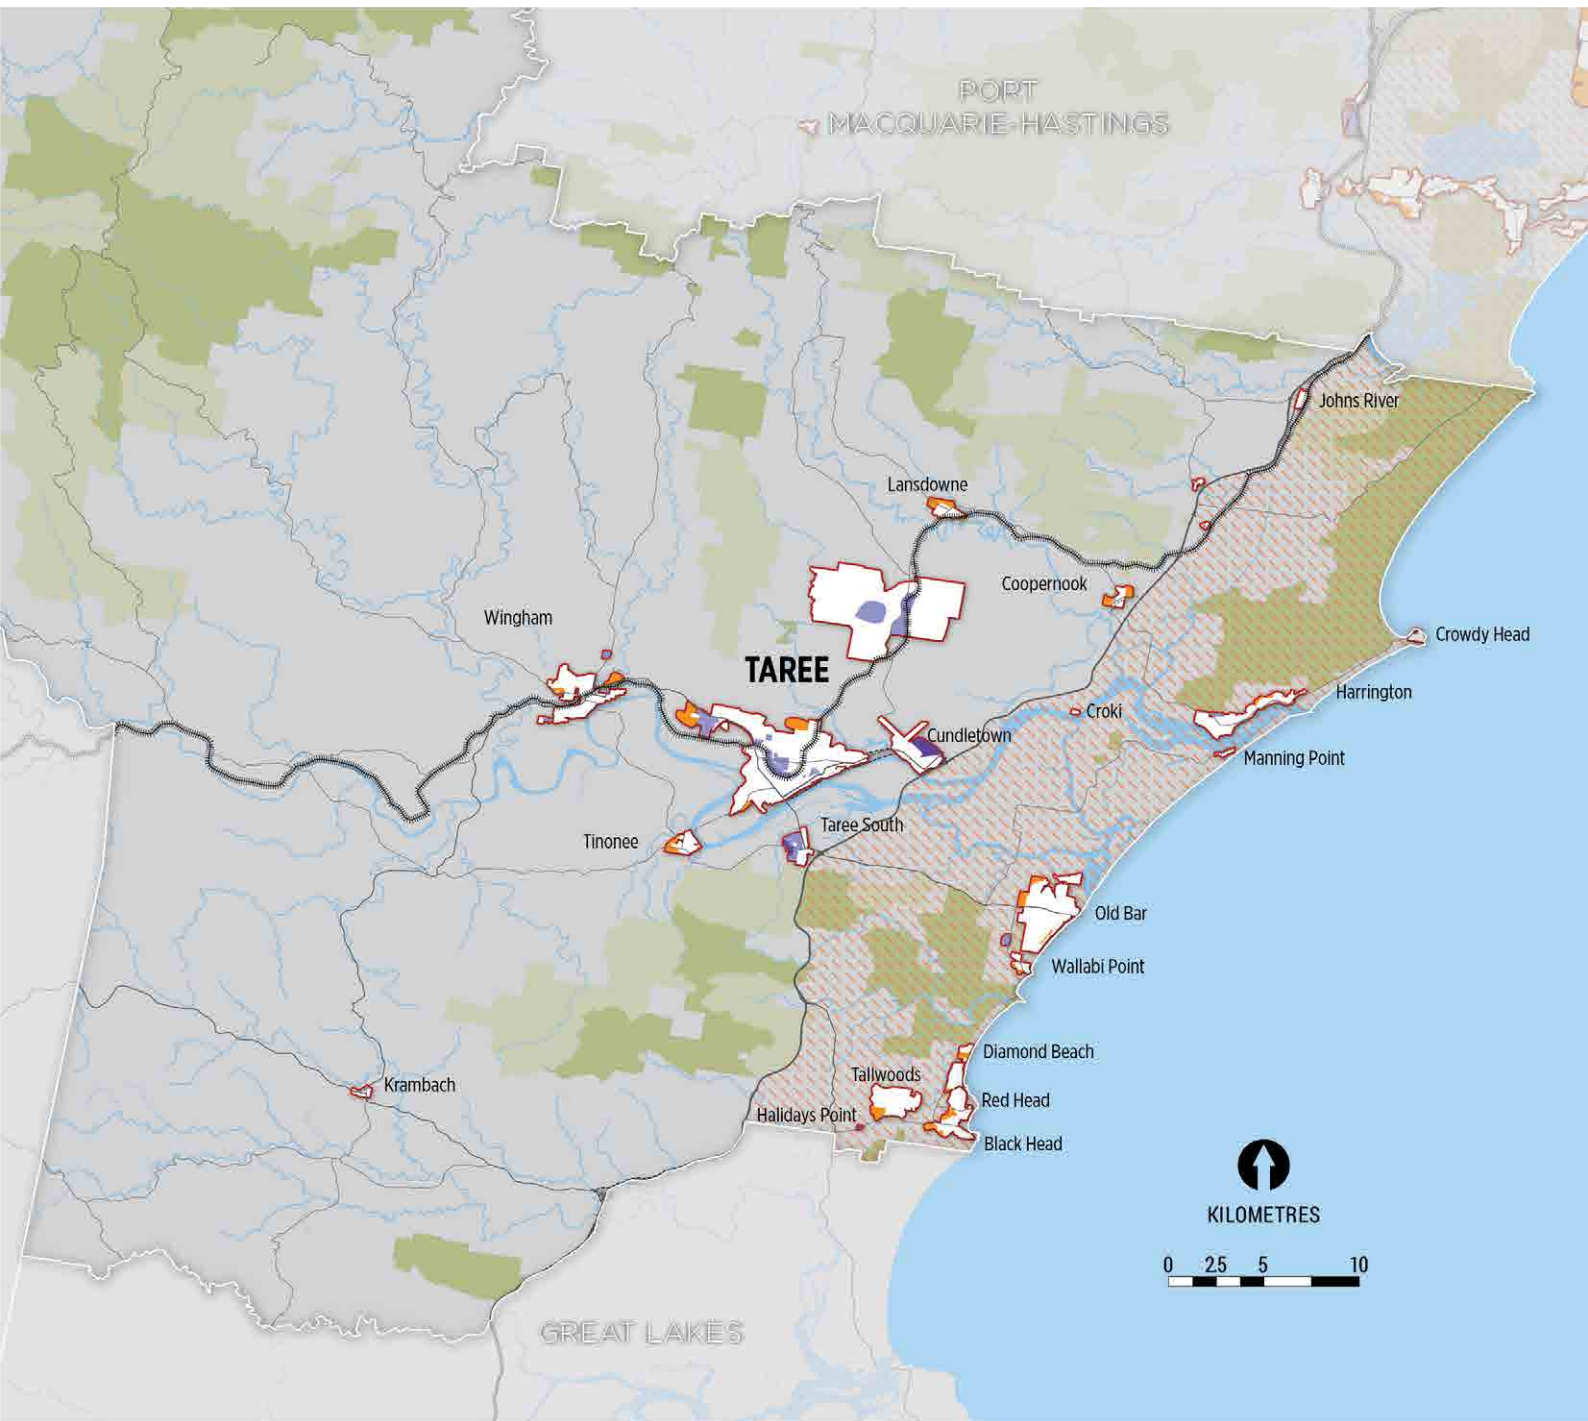 PORT
MACQUARIE-HASTINGS
Johns River
Lansdowne
Coopernook
Wingham
Crowdy Head
TAREE
Harrington
Croki
Cundletown
Manning Point
Taree South
Tinonee
Old Bar
Wallabi Point
Diamond Beach
Tallwoods
Krambach
Red Head
Halidays Point
Black Head
KILOMETRES
0 2.5 5 10
GREAT LAKES